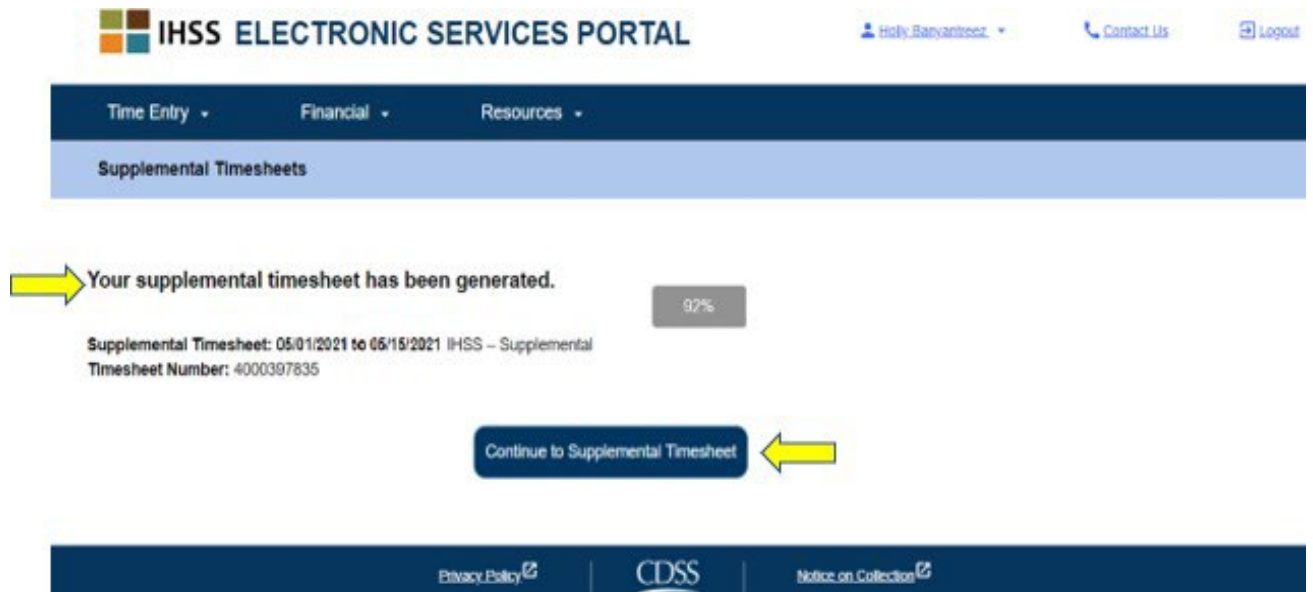 IHSS ELECTRONIC SERVICES PORTAL
Holly Banyantreez
Contact Us
Logout
Time Entry
Financial
Resources
Supplemental Timesheets
Your supplemental timesheet has been generated.
92%
Supplemental Timesheet: 05/01/2021 to 05/15/2021 IHSS – Supplemental
Timesheet Number: 4000397835
Continue to Supplemental Timesheet
Privacy Policy
CDSS
Notice on Collection